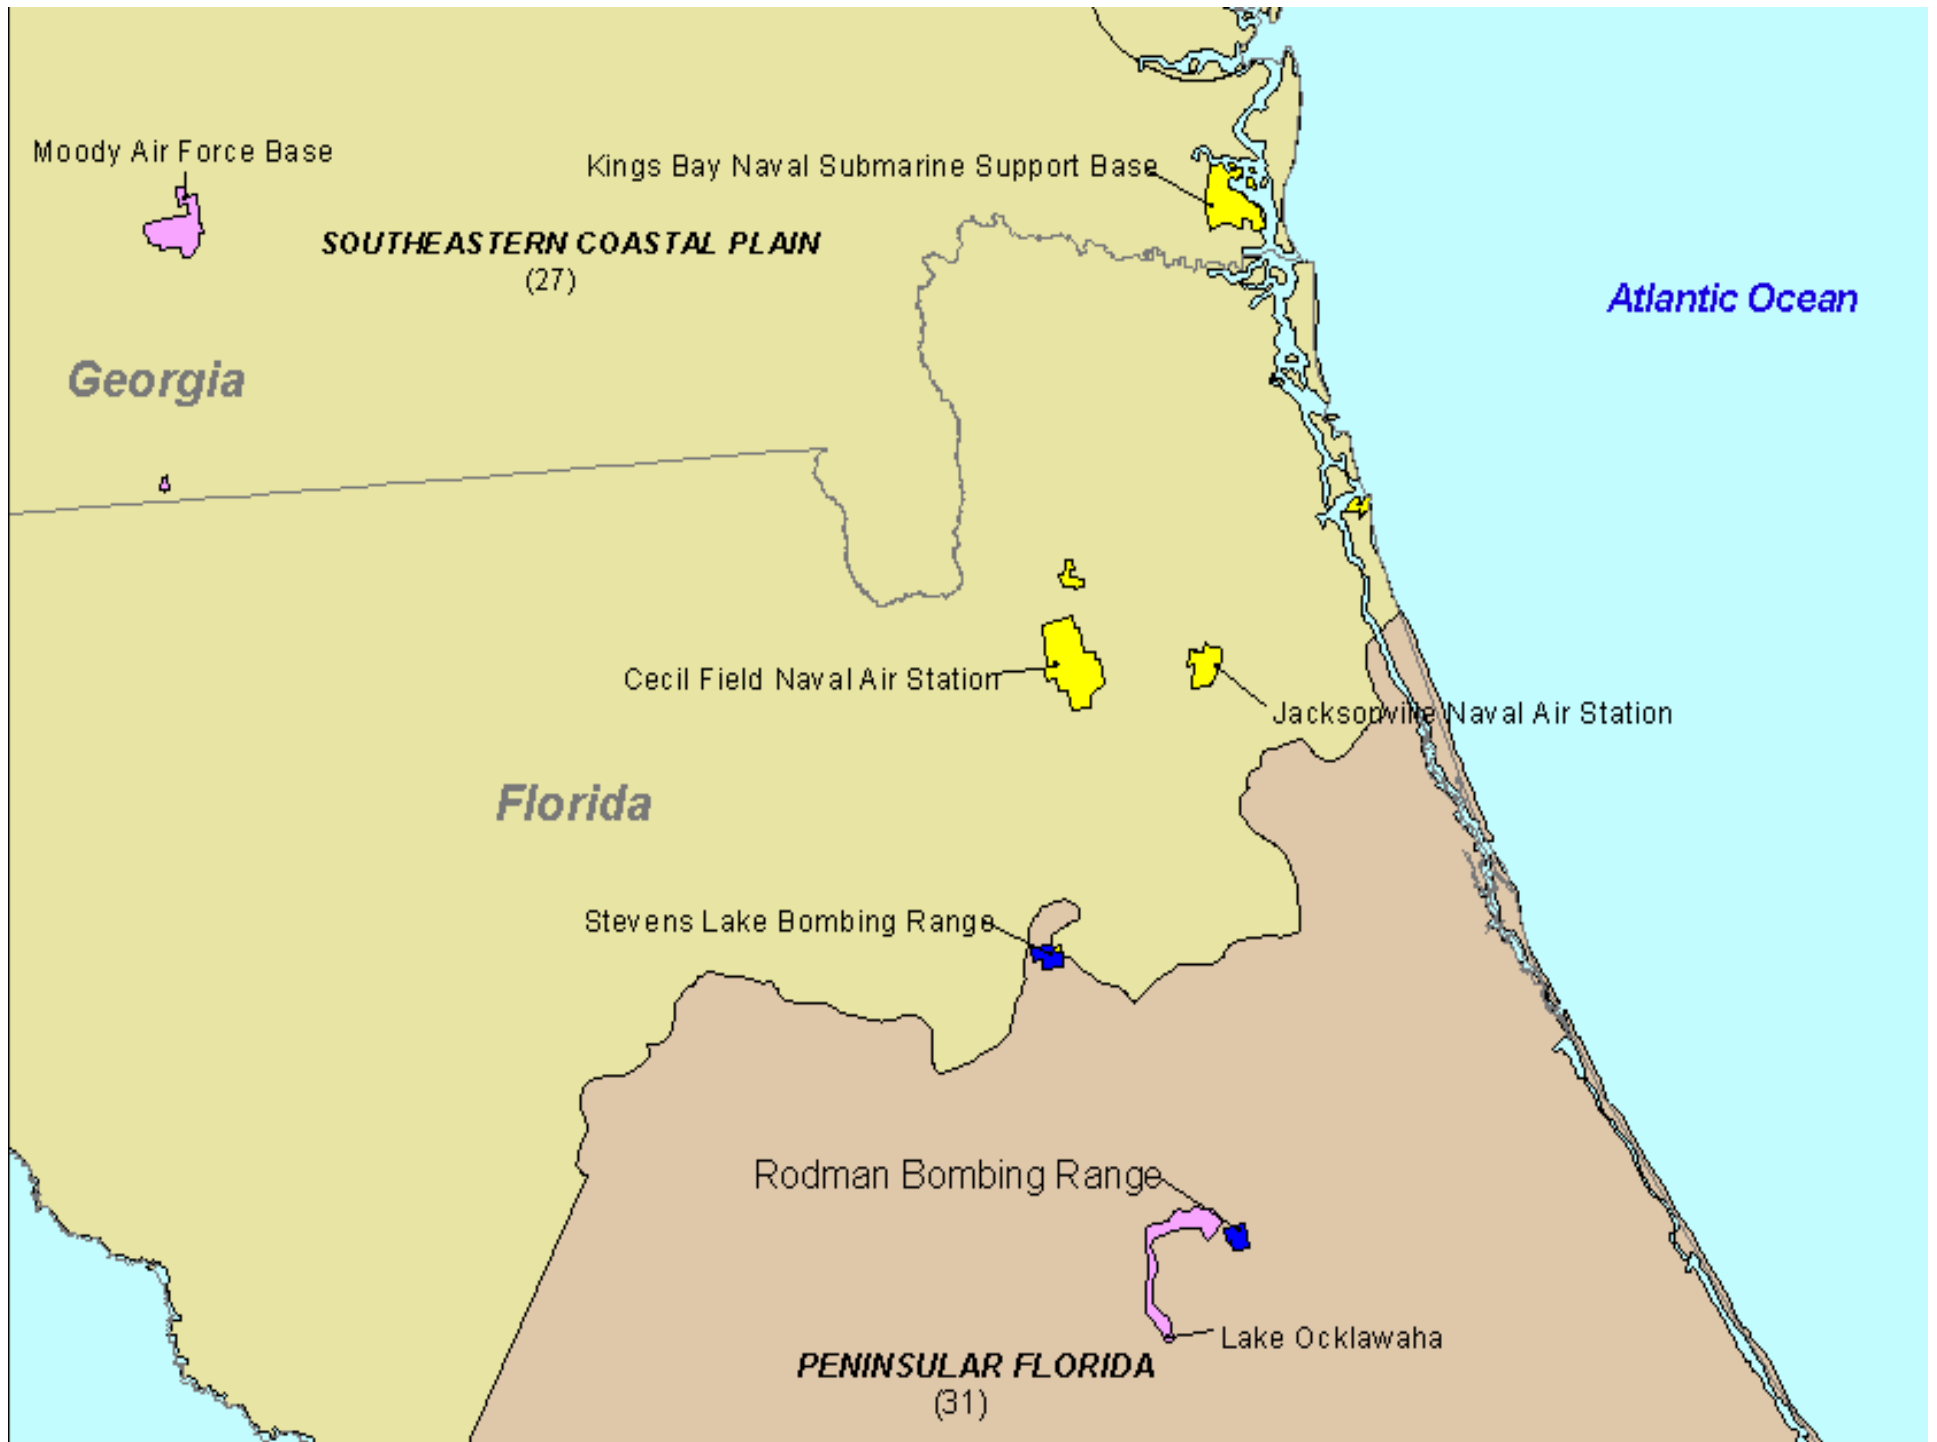 Moody Air Force Base
Kings Bay Naval Submarine Support Base
SOUTHEASTERN COASTAL PLAIN
(27)
Atlantic Ocean
Georgia
Cecil Field Naval Air Station
Jacksonville Naval Air Station
Florida
Stevens Lake Bombing Range
Rodman Bombing Range
Lake Ocklawaha
PENINSULAR FLORIDA
(31)